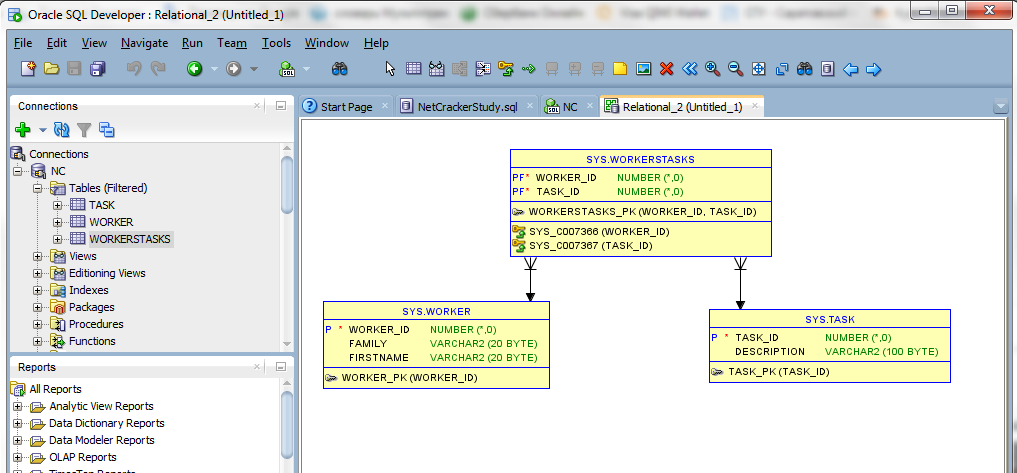 Oracle SQL Developer : Relational_2 (Untitled_1)
File Edit View Navigate Run Team Tools Window Help
Connections
Start Page NetCrackerStudy.sql NC Relational_2 (Untitled_1)
Connections
NC
Tables (Filtered)
TASK
WORKER
WORKERSTASKS
Views
Editioning Views
Indexes
Packages
Procedures
Functions
Reports
All Reports
Analytic View Reports
Data Dictionary Reports
Data Modeler Reports
OLAP Reports
TimesTen Reports
SYS.WORKERSTASKS
PF* WORKER_ID NUMBER (*,0)
PF* TASK_ID NUMBER (*,0)
WORKERSTASKS_PK (WORKER_ID, TASK_ID)
SYS_C007366 (WORKER_ID)
SYS_C007367 (TASK_ID)
SYS.WORKER
P * WORKER_ID NUMBER (*,0)
FAMILY VARCHAR2 (20 BYTE)
FIRSTNAME VARCHAR2 (20 BYTE)
WORKER_PK (WORKER_ID)
SYS.TASK
P * TASK_ID NUMBER (*,0)
DESCRIPTION VARCHAR2 (100 BYTE)
TASK_PK (TASK_ID)